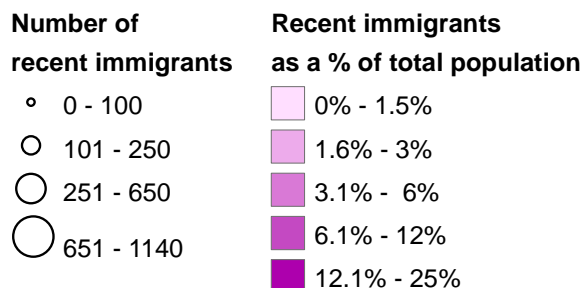 Number of
recent immigrants
0 - 100
101 - 250
251 - 650
651 - 1140
Recent immigrants
as a % of total population
0% - 1.5%
1.6% - 3%
3.1% -  6%
6.1% - 12%
12.1% - 25%